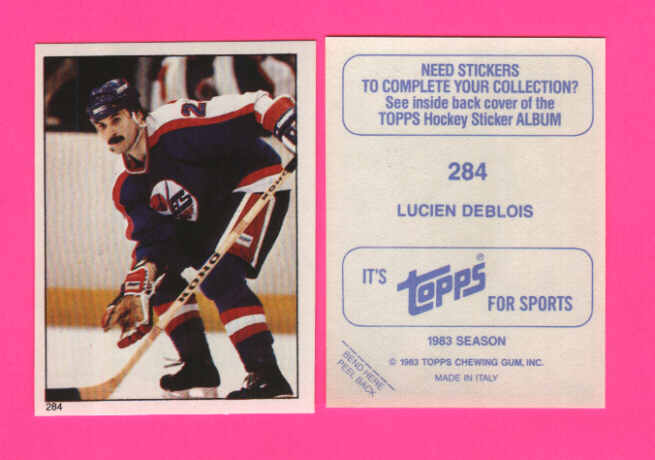 JETS
KOHO
284
NEED STICKERS
TO COMPLETE YOUR COLLECTION?
See inside back cover of the
TOPPS Hockey Sticker ALBUM
284
LUCIEN DEBLOIS
IT'S topps® FOR SPORTS
1983 SEASON
© 1983 TOPPS CHEWING GUM, INC.
MADE IN ITALY
BEND HERE
PEEL BACK